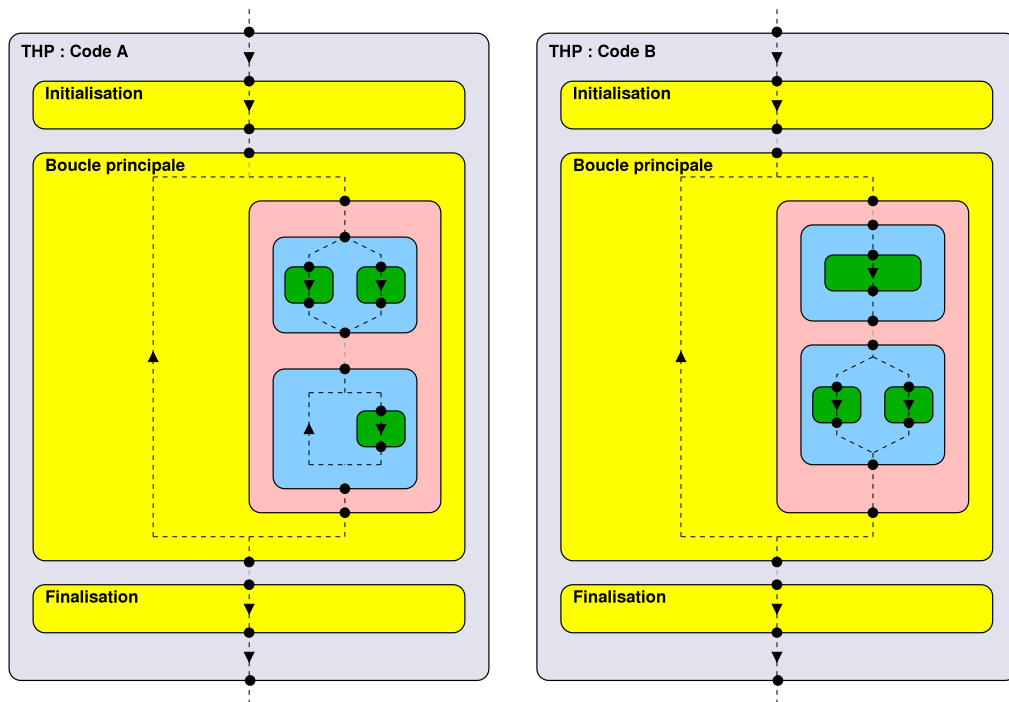 THP : Code A
Initialisation
Boucle principale
Finalisation
THP : Code B
Initialisation
Boucle principale
Finalisation